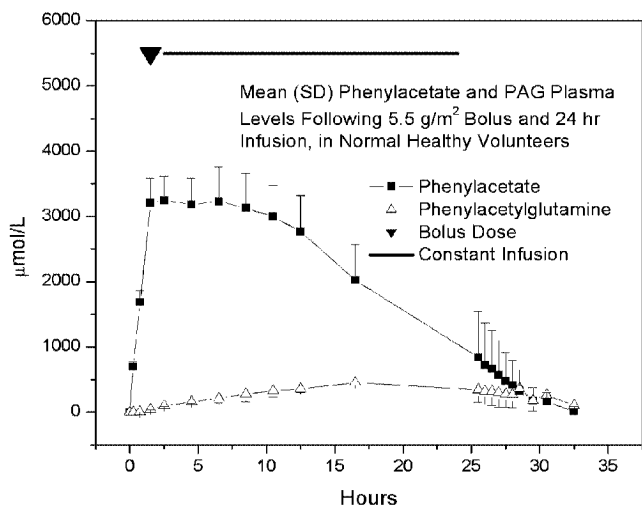 6000
5000
4000
3000
2000
1000
0
μmol/L
Mean (SD) Phenylacetate and PAG Plasma
Levels Following 5.5 g/m² Bolus and 24 hr
Infusion, in Normal Healthy Volunteers
Phenylacetate
Phenylacetylglutamine
Bolus Dose
Constant Infusion
0 5 10 15 20 25 30 35
Hours